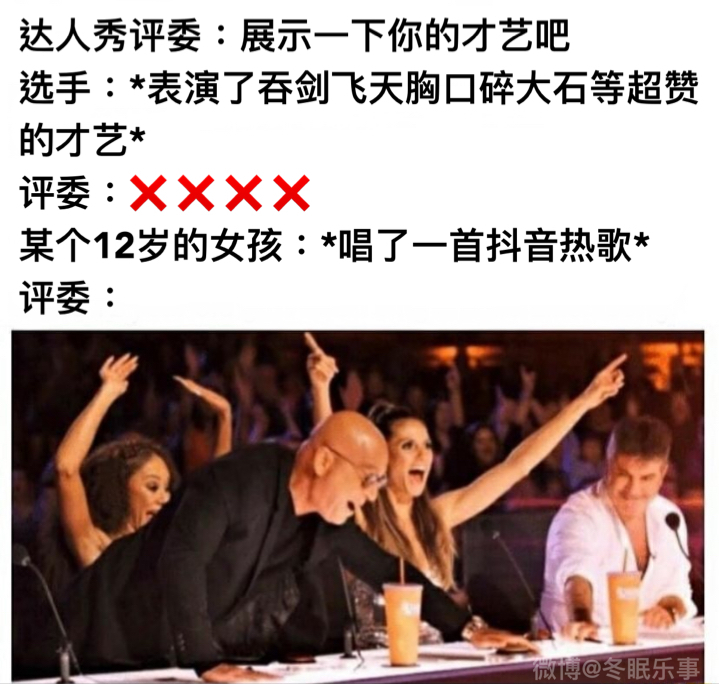 达人秀评委：展示一下你的才艺吧
选手：*表演了吞剑飞天胸口碎大石等超赞
的才艺*
评委：❌❌❌❌
某个12岁的女孩：*唱了一首抖音热歌*
评委：
微博@冬眠乐事